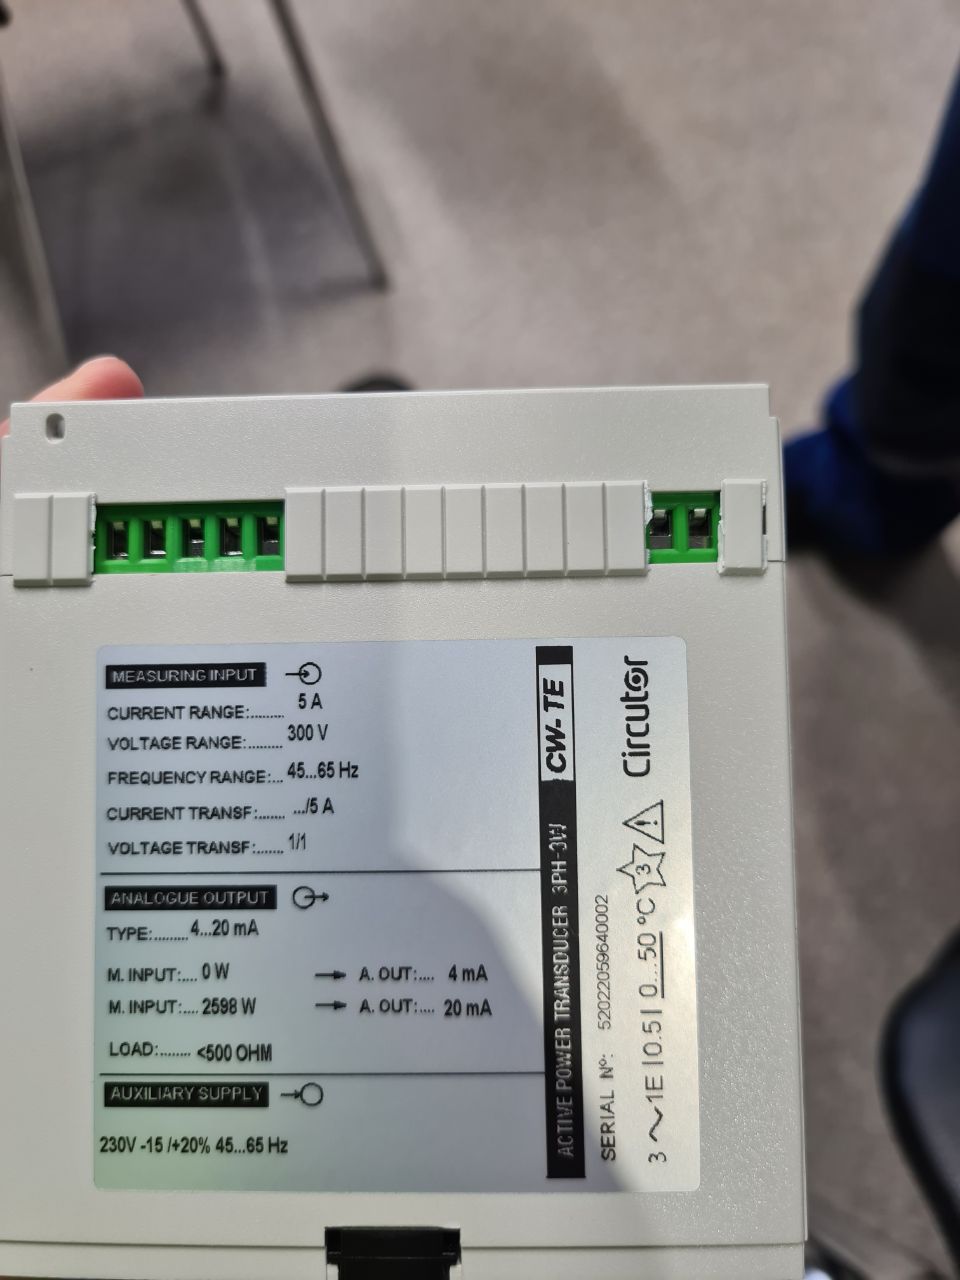 MEASURING INPUT
CURRENT RANGE:......... 5 A
VOLTAGE RANGE:......... 300 V
FREQUENCY RANGE:... 45...65 Hz
CURRENT TRANSF:....... .../5 A
VOLTAGE TRANSF:....... 1/1
ANALOGUE OUTPUT
TYPE:......... 4...20 mA
M. INPUT:.... 0 W → A. OUT:.... 4 mA
M. INPUT:.... 2598 W → A. OUT:.... 20 mA
LOAD:........ <500 OHM
AUXILIARY SUPPLY
230V -15 /+20% 45...65 Hz
ACTIVE POWER TRANSDUCER 3PH-3W CW-TE
SERIAL Nº: 52022059640002
3 ~ 1E | 0.5 | 0...50 ºC 3 Circutor